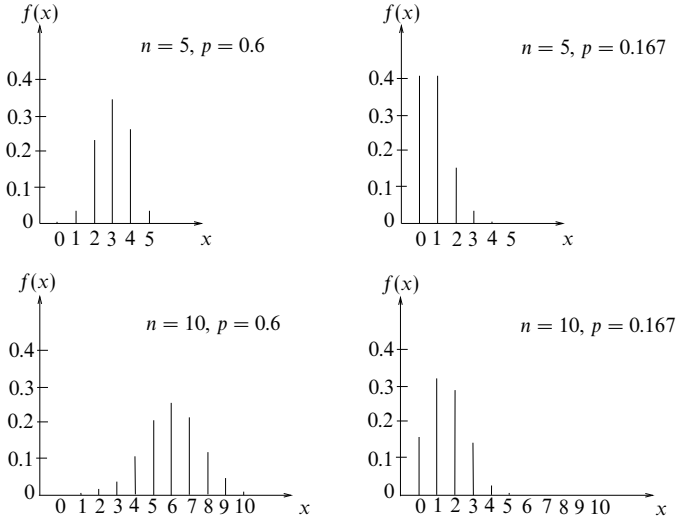 f(x)
n = 5, p = 0.6
0.4
0.3
0.2
0.1
0
0 1 2 3 4 5 x
f(x)
n = 5, p = 0.167
0.4
0.3
0.2
0.1
0
0 1 2 3 4 5 x
f(x)
n = 10, p = 0.6
0.4
0.3
0.2
0.1
0
0 1 2 3 4 5 6 7 8 9 10 x
f(x)
n = 10, p = 0.167
0.4
0.3
0.2
0.1
0
0 1 2 3 4 5 6 7 8 9 10 x